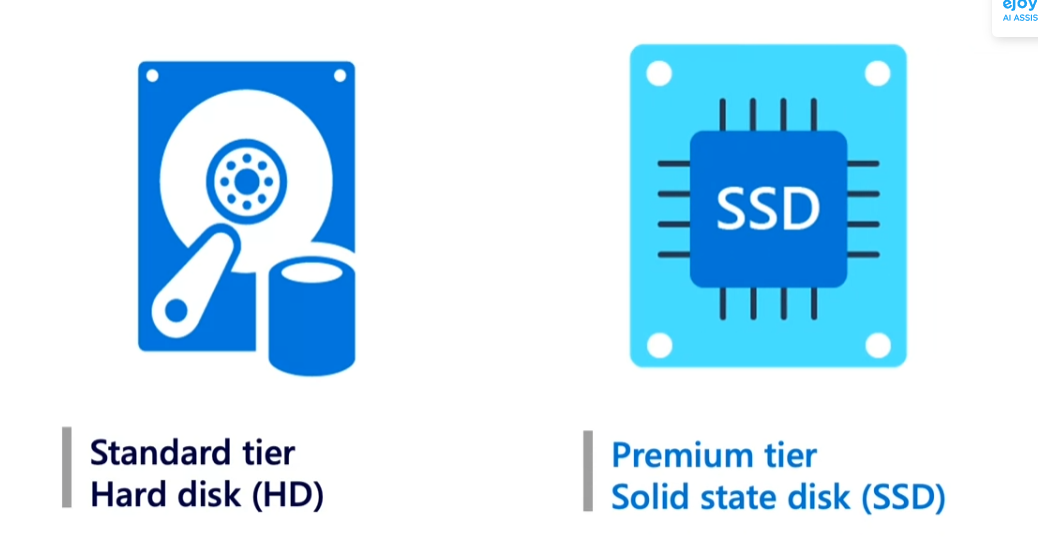 ejoy
AI ASSIS
SSD
Standard tier
Hard disk (HD)
Premium tier
Solid state disk (SSD)